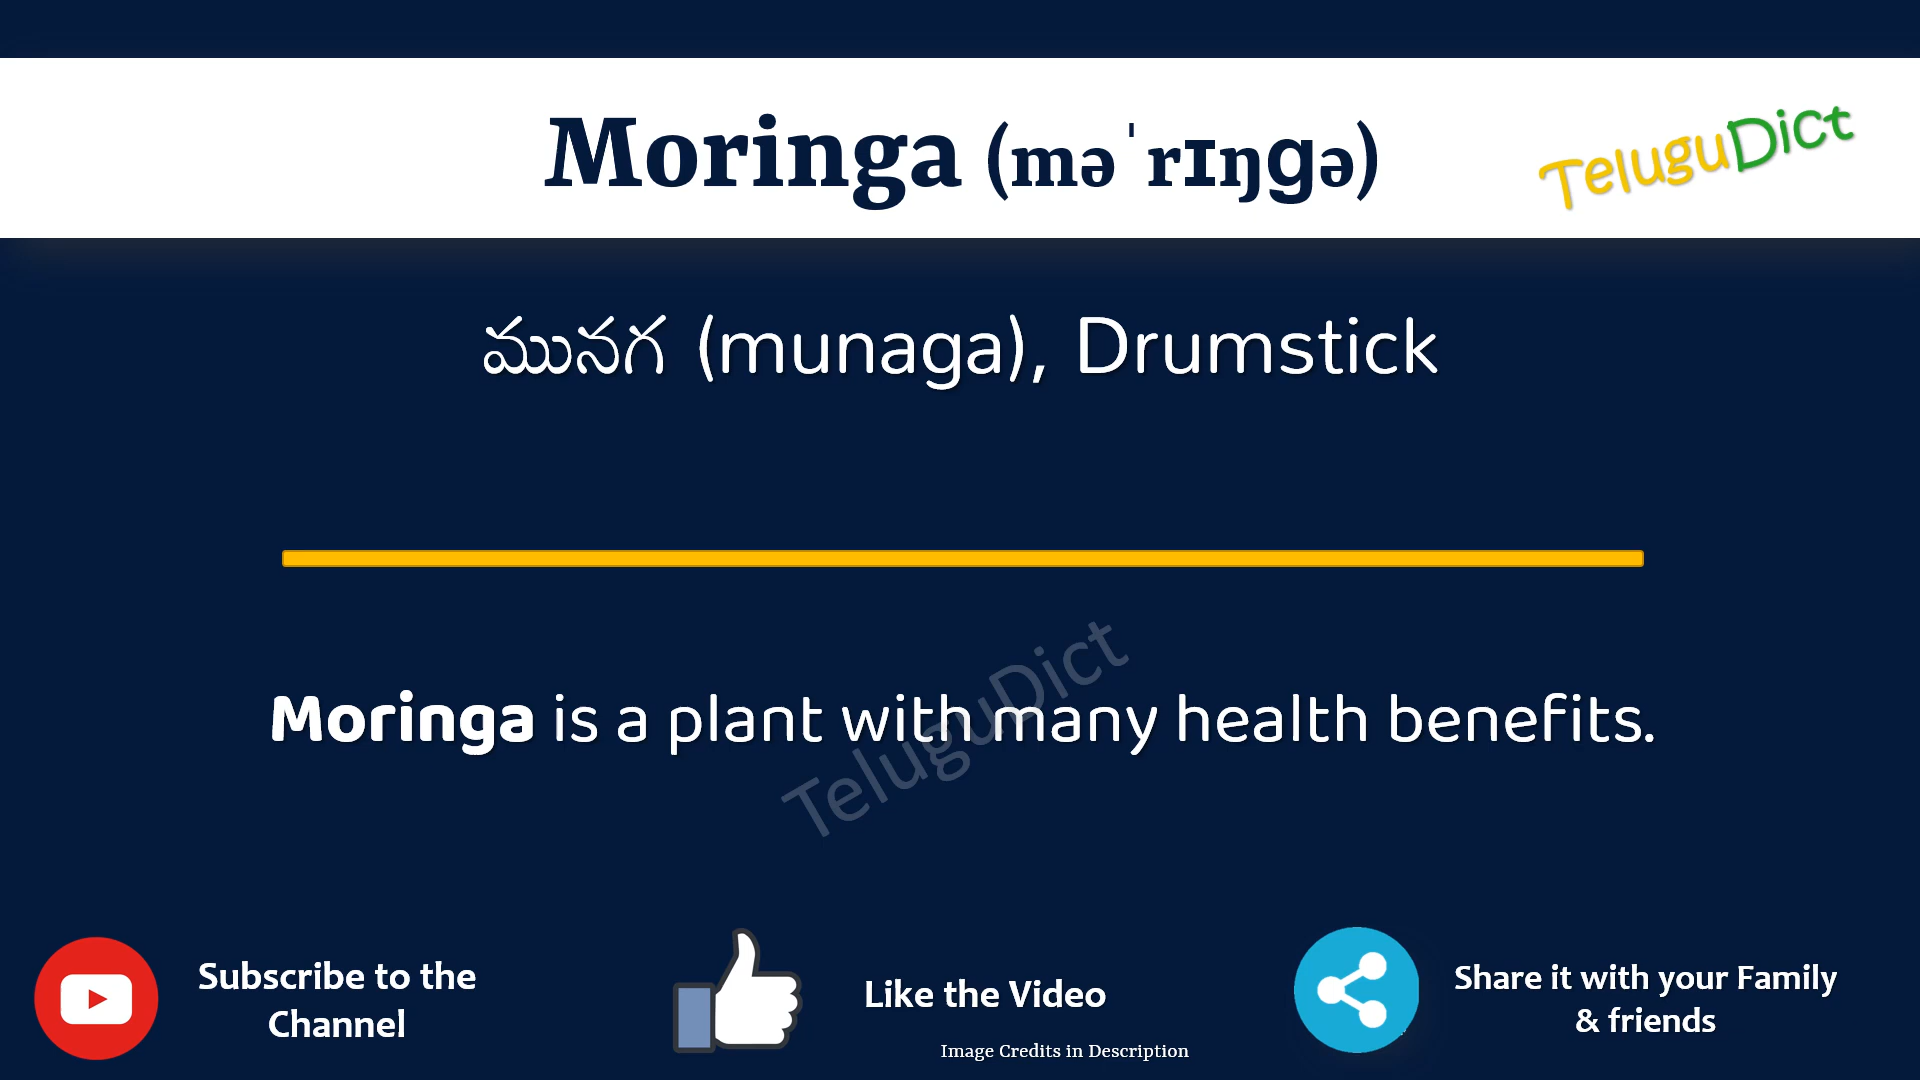 Moringa (məˈrɪŋɡə)
TeluguDict
మునగ (munaga), Drumstick
Moringa is a plant with many health benefits.
TeluguDict
Subscribe to the
Channel
Like the Video
Share it with your Family
& friends
Image Credits in Description